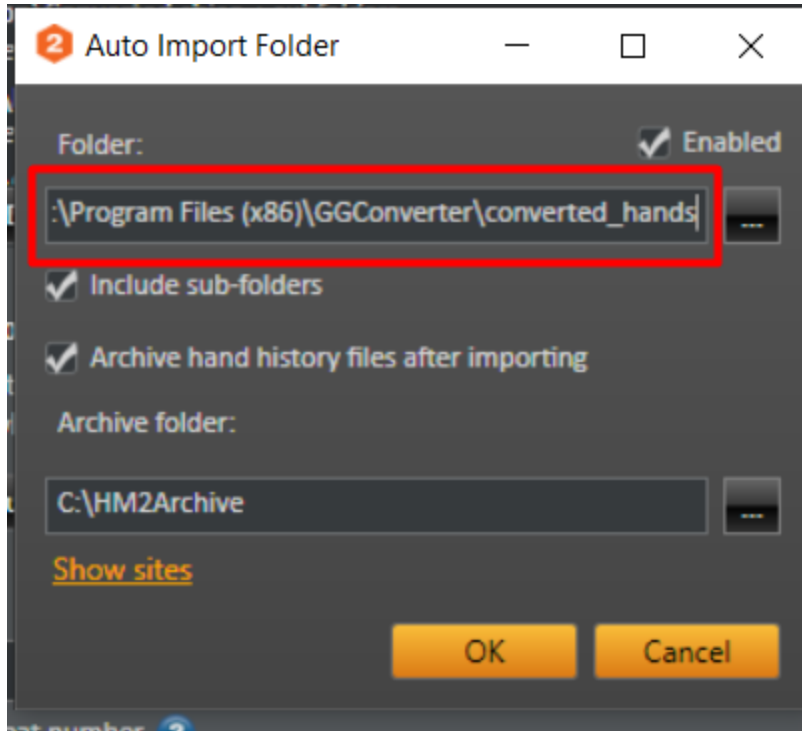 2 Auto Import Folder
Folder:
Enabled
:\Program Files (x86)\GGConverter\converted_hands
...
Include sub-folders
Archive hand history files after importing
Archive folder:
C:\HM2Archive
...
Show sites
OK
Cancel
number ?